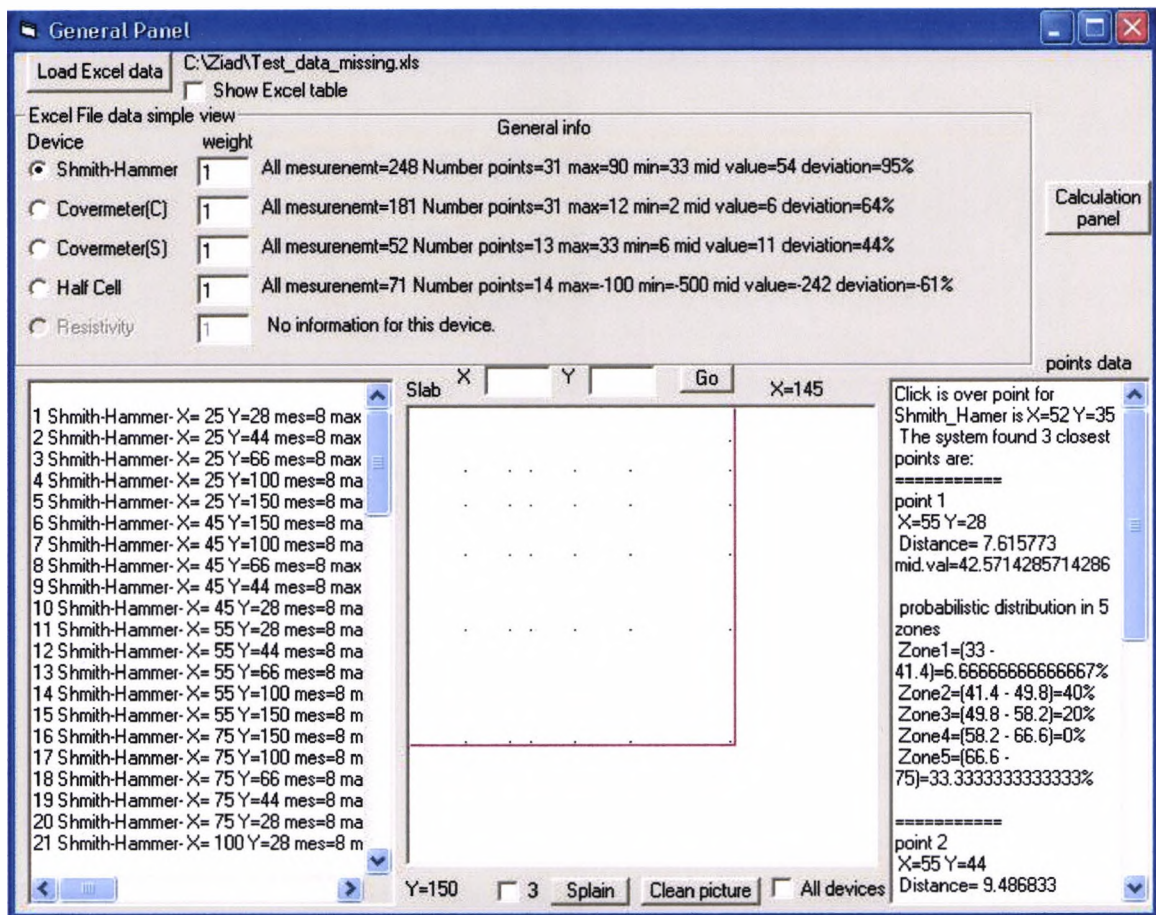 General Panel
Load Excel data
C:\Ziad\Test_data_missing.xls
Show Excel table
Excel File data simple view
General info
Device weight
Shmith-Hammer 1 All mesurenemt=248 Number points=31 max=90 min=33 mid value=54 deviation=95%
Covermeter(C) 1 All mesurenemt=181 Number points=31 max=12 min=2 mid value=6 deviation=64%
Covermeter(S) 1 All mesurenemt=52 Number points=13 max=33 min=6 mid value=11 deviation=44%
Half Cell 1 All mesurenemt=71 Number points=14 max=-100 min=-500 mid value=-242 deviation=-61%
Resistivity 1 No information for this device.
Calculation
panel
1 Shmith-Hammer- X= 25 Y=28 mes=8 max
2 Shmith-Hammer- X= 25 Y=44 mes=8 max
3 Shmith-Hammer- X= 25 Y=66 mes=8 max
4 Shmith-Hammer- X= 25 Y=100 mes=8 ma
5 Shmith-Hammer- X= 25 Y=150 mes=8 ma
6 Shmith-Hammer- X= 45 Y=150 mes=8 ma
7 Shmith-Hammer- X= 45 Y=100 mes=8 ma
8 Shmith-Hammer- X= 45 Y=66 mes=8 max
9 Shmith-Hammer- X= 45 Y=44 mes=8 max
10 Shmith-Hammer- X= 45 Y=28 mes=8 ma
11 Shmith-Hammer- X= 55 Y=28 mes=8 ma
12 Shmith-Hammer- X= 55 Y=44 mes=8 ma
13 Shmith-Hammer- X= 55 Y=66 mes=8 ma
14 Shmith-Hammer- X= 55 Y=100 mes=8 m
15 Shmith-Hammer- X= 55 Y=150 mes=8 m
16 Shmith-Hammer- X= 75 Y=150 mes=8 m
17 Shmith-Hammer- X= 75 Y=100 mes=8 m
18 Shmith-Hammer- X= 75 Y=66 mes=8 ma
19 Shmith-Hammer- X= 75 Y=44 mes=8 ma
20 Shmith-Hammer- X= 75 Y=28 mes=8 ma
21 Shmith-Hammer- X= 100 Y=28 mes=8 m
Slab X Y Go X=145
Y=150 3 Splain Clean picture All devices
points data
Click is over point for
Shmith_Hamer is X=52 Y=35
The system found 3 closest
points are:
===========
point 1
X=55 Y=28
Distance= 7.615773
mid.val=42.5714285714286
probabilistic distribution in 5
zones
Zone1=(33 -
41.4)=6.66666666666667%
Zone2=(41.4 - 49.8)=40%
Zone3=(49.8 - 58.2)=20%
Zone4=(58.2 - 66.6)=0%
Zone5=(66.6 -
75)=33.3333333333333%
===========
point 2
X=55 Y=44
Distance= 9.486833